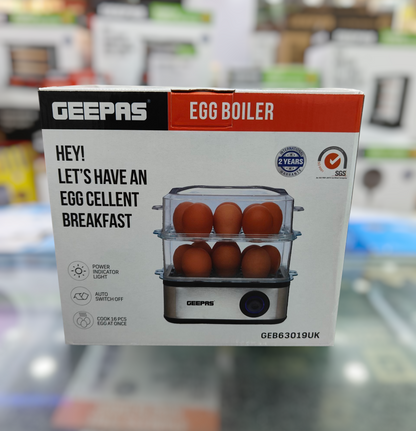 GEEPAS
EGG BOILER
HEY!
LET'S HAVE AN
EGG CELLENT
BREAKFAST
2 YEARS
SGS
POWER
INDICATOR
LIGHT
AUTO
SWITCH OFF
COOK 16 PCS
EGG AT ONCE
GEEPAS
GEB63019UK